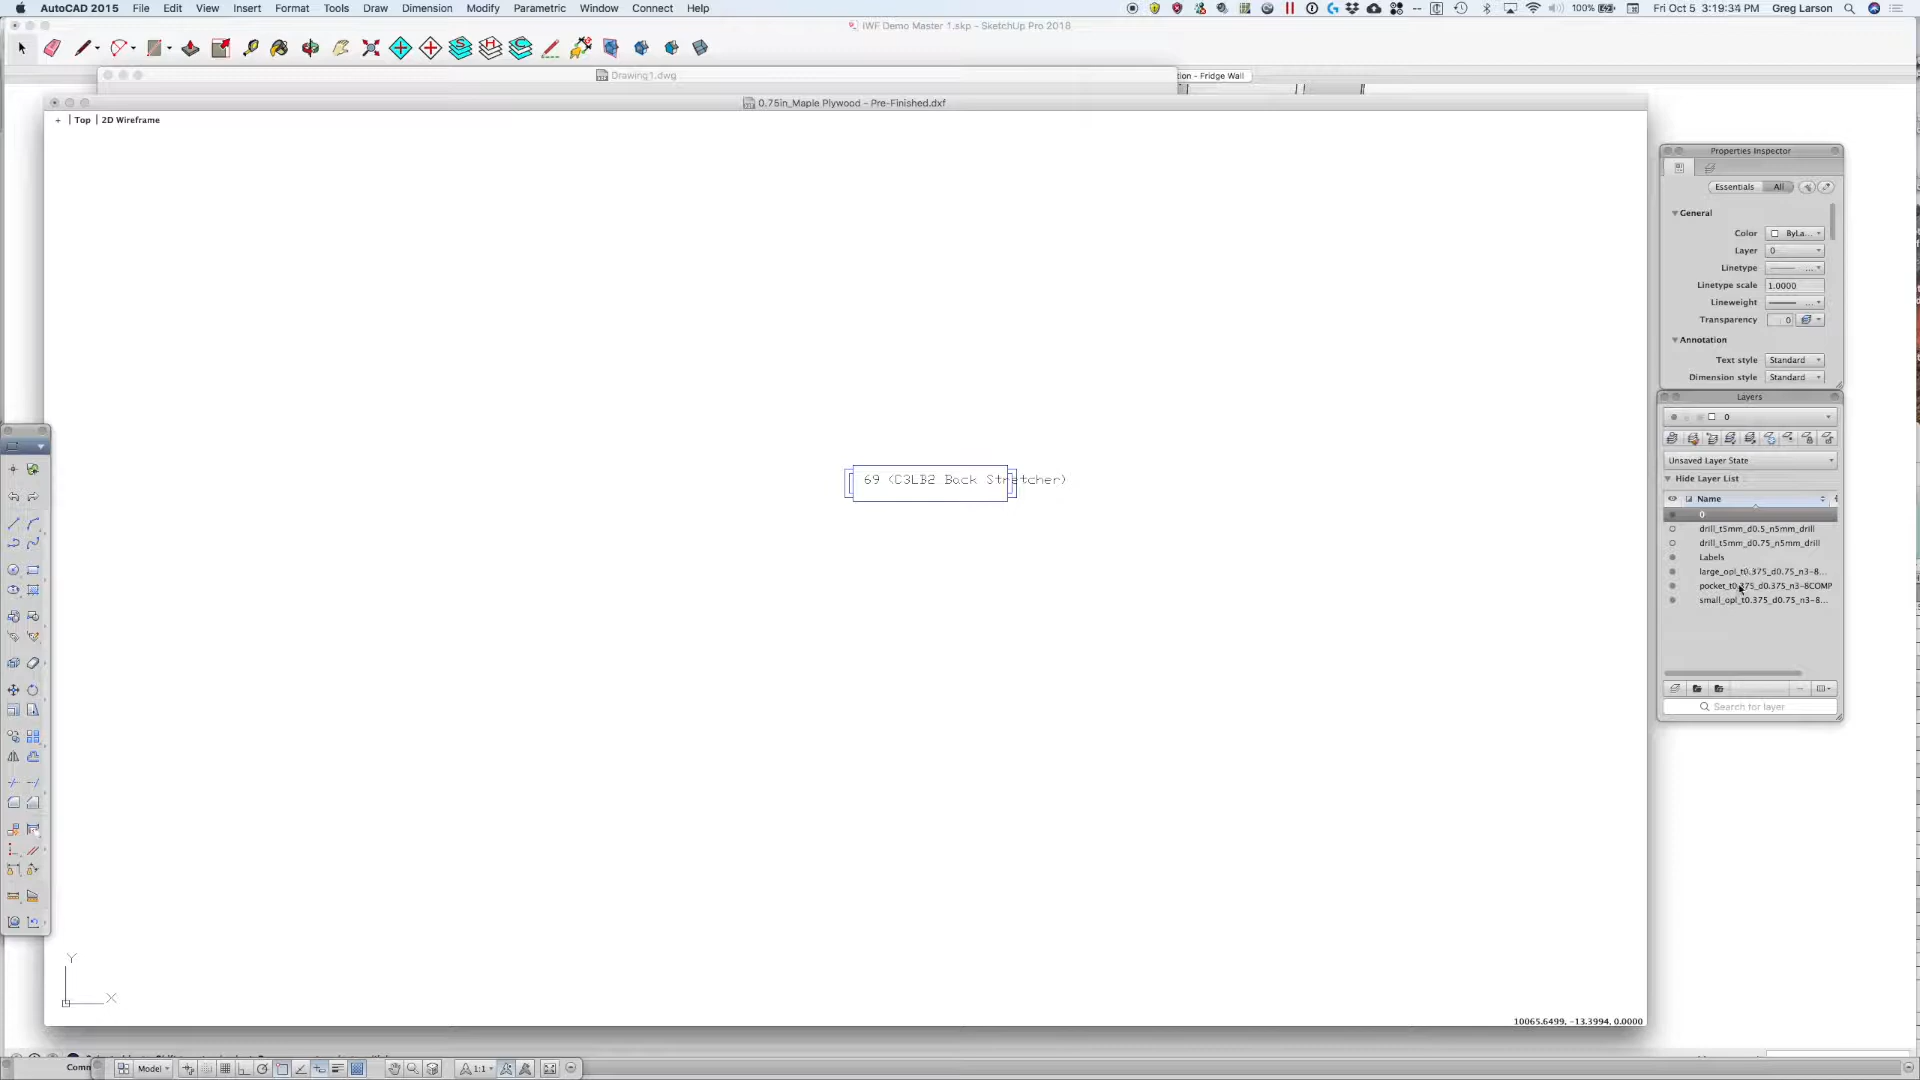 AutoCAD 2015 File Edit View Insert Format Tools Draw Dimension Modify Parametric Window Connect Help 100% Fri Oct 5 3:19:34 PM Greg Larson
IWF Demo Master 1.skp - SketchUp Pro 2018
Drawing1.dwg
tion - Fridge Wall
0.75in_Maple Plywood - Pre-Finished.dxf
+ | Top | 2D Wireframe
Properties Inspector
Essentials All
General
Color ByLa...
Layer 0
Linetype ...
Linetype scale 1.0000
Lineweight ...
Transparency 0
Annotation
Text style Standard
Dimension style Standard
Layers
0
Unsaved Layer State
Hide Layer List
Name
0
drill_t5mm_d0.5_n5mm_drill
drill_t5mm_d0.75_n5mm_drill
Labels
large_opl_t0.375_d0.75_n3-8...
pocket_t0.375_d0.375_n3-8COMP
small_opl_t0.375_d0.75_n3-8...
Search for layer
69 (C3LB2 Back Stretcher)
Y
X
10065.6499, -13.3994, 0.0000
Comm
Model
1:1